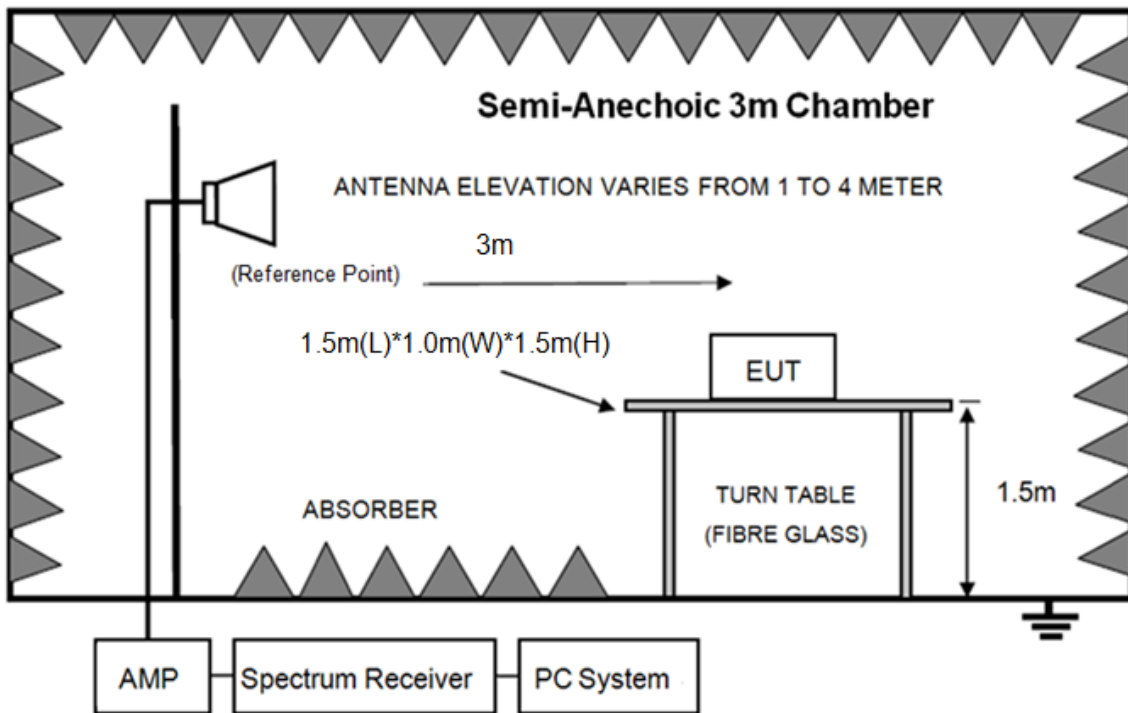 Semi-Anechoic 3m Chamber
ANTENNA ELEVATION VARIES FROM 1 TO 4 METER
3m
(Reference Point)
1.5m(L)*1.0m(W)*1.5m(H)
EUT
TURN TABLE
(FIBRE GLASS)
1.5m
ABSORBER
AMP
Spectrum Receiver
PC System